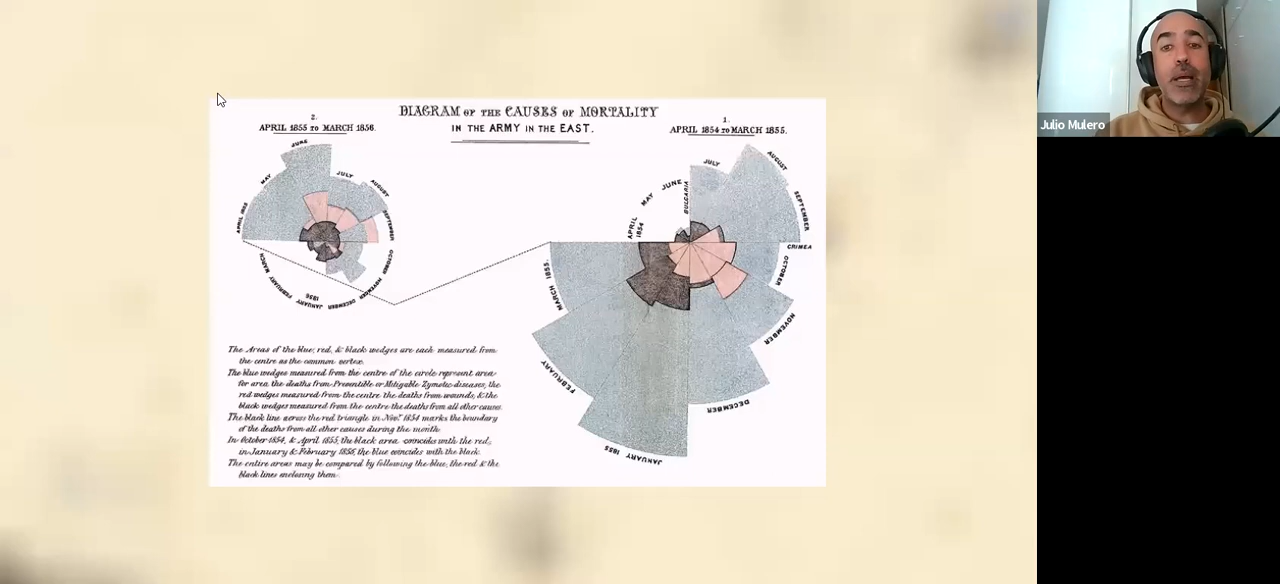 DIAGRAM OF THE CAUSES OF MORTALITY
IN THE ARMY IN THE EAST.
2.
APRIL 1855 TO MARCH 1856.
1.
APRIL 1854 TO MARCH 1855.
JUNE
JULY
AUGUST
SEPTEMBER
OCTOBER
NOVEMBER
DECEMBER
JANUARY
1856
FEBRUARY
MARCH
APRIL 1855
MAY
APRIL
1854
MAY
JUNE
BULGARIA
JULY
AUGUST
SEPTEMBER
CRIMEA
OCTOBER
NOVEMBER
DECEMBER
JANUARY 1855
FEBRUARY
MARCH 1855.
The Areas of the blue, red, & black wedges are each measured from
the centre as the common vertex.
The blue wedges measured from the centre of the circle represent area
for area the deaths from Preventible or Mitigable Zymotic diseases, the
red wedges measured from the centre the deaths from wounds, & the
black wedges measured from the centre the deaths from all other causes.
The black line across the red triangle in Novr. 1854 marks the boundary
of the deaths from all other causes during the month.
In October 1854, & April 1855, the black area coincides with the red,
in January & February 1856, the blue coincides with the black.
The entire areas may be compared by following the blue, the red & the
black lines enclosing them.
Julio Mulero